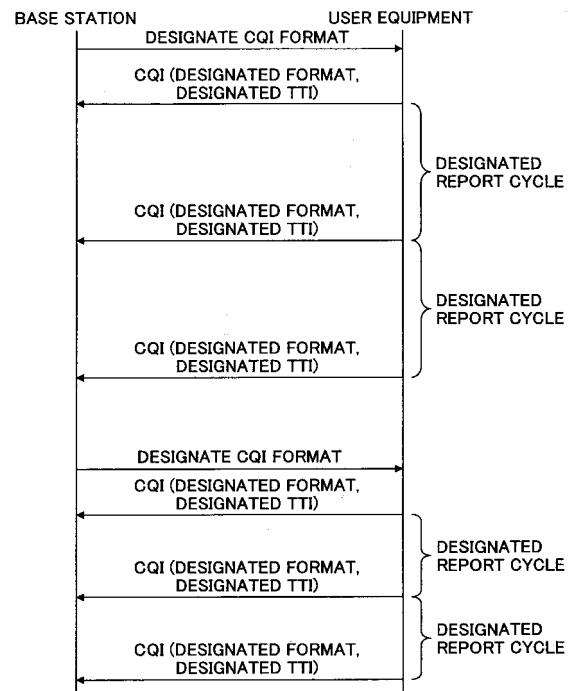 BASE STATION
USER EQUIPMENT
DESIGNATE CQI FORMAT
CQI (DESIGNATED FORMAT,
DESIGNATED TTI)
DESIGNATED
REPORT CYCLE
CQI (DESIGNATED FORMAT,
DESIGNATED TTI)
DESIGNATED
REPORT CYCLE
CQI (DESIGNATED FORMAT,
DESIGNATED TTI)
DESIGNATE CQI FORMAT
CQI (DESIGNATED FORMAT,
DESIGNATED TTI)
DESIGNATED
REPORT CYCLE
CQI (DESIGNATED FORMAT,
DESIGNATED TTI)
DESIGNATED
REPORT CYCLE
CQI (DESIGNATED FORMAT,
DESIGNATED TTI)